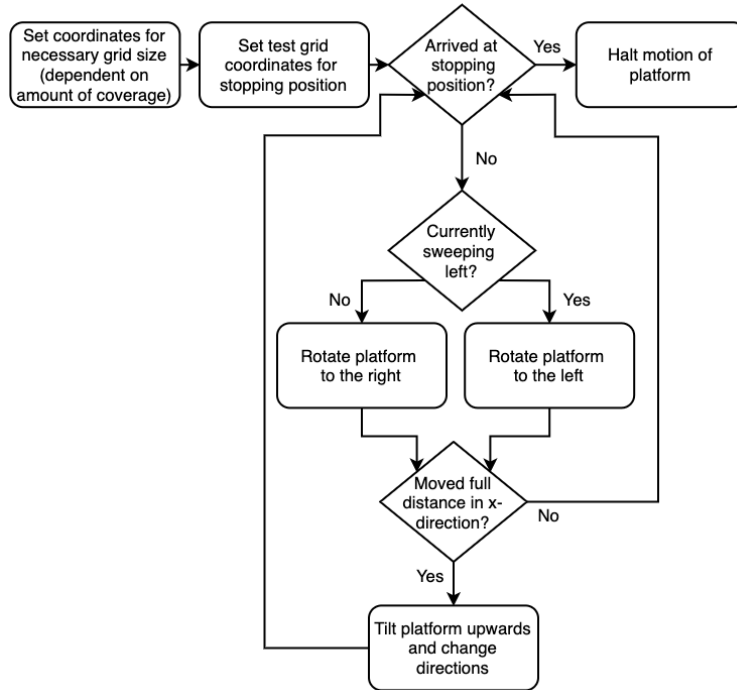 Set coordinates for
necessary grid size
(dependent on
amount of coverage)
Set test grid
coordinates for
stopping position
Arrived at
stopping
position?
Yes
Halt motion of
platform
No
Currently
sweeping
left?
No
Yes
Rotate platform
to the right
Rotate platform
to the left
Moved full
distance in x-
direction?
No
Yes
Tilt platform upwards
and change
directions